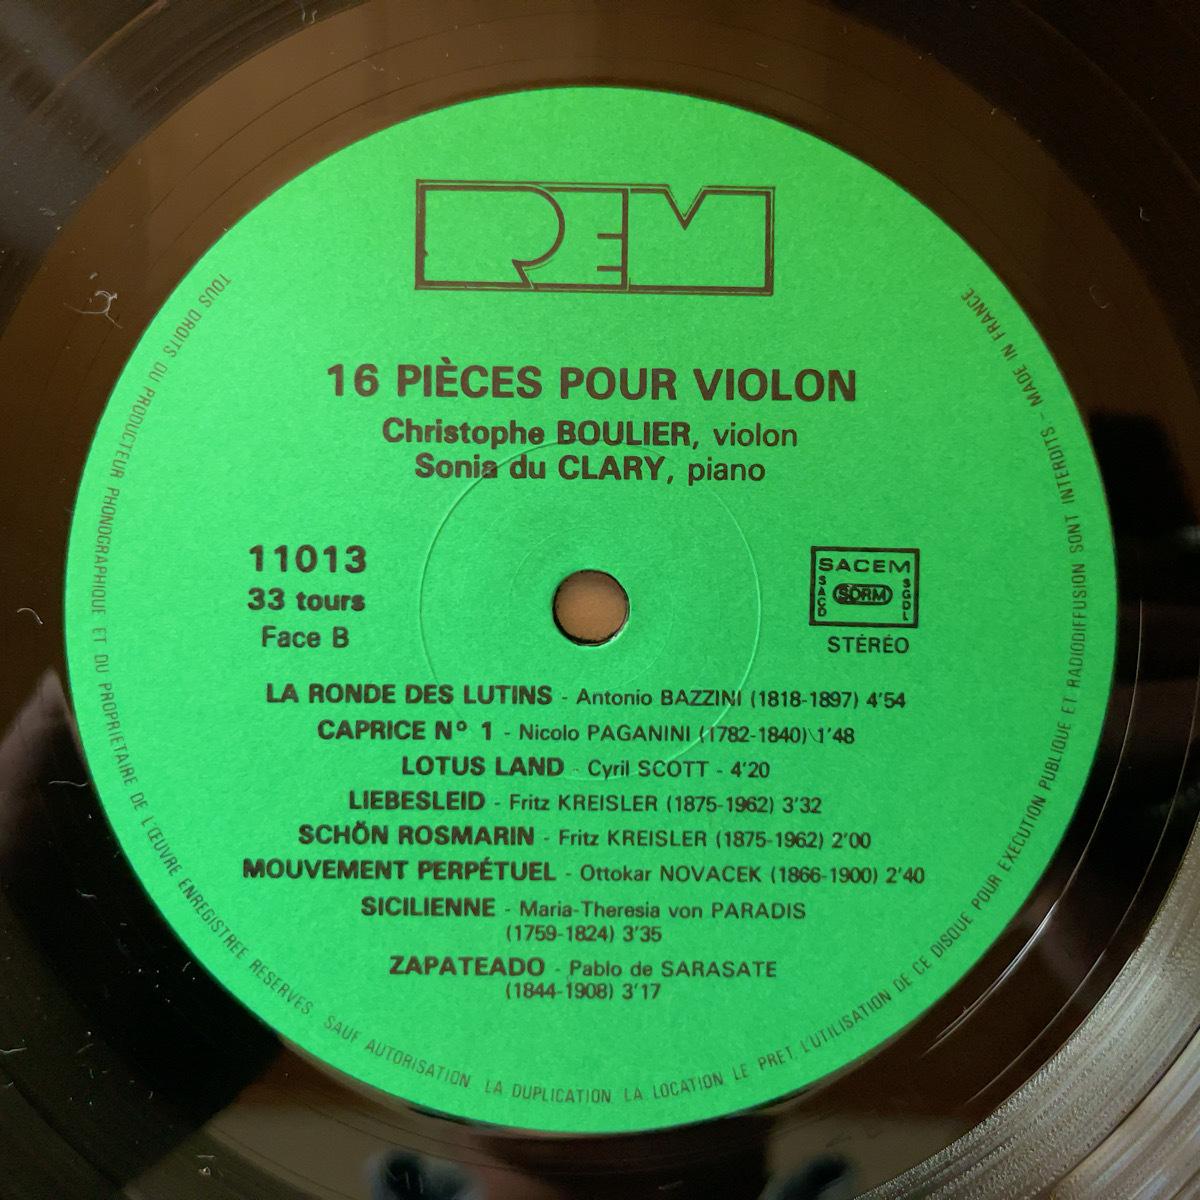 REM
16 PIÈCES POUR VIOLON
Christophe BOULIER, violon
Sonia du CLARY, piano
11013
33 tours
Face B
SACEM
SACD
SDRM
SGDL
STÉRÉO
LA RONDE DES LUTINS - Antonio BAZZINI (1818-1897) 4'54
CAPRICE N° 1 - Nicolo PAGANINI (1782-1840) 1'48
LOTUS LAND - Cyril SCOTT - 4'20
LIEBESLEID - Fritz KREISLER (1875-1962) 3'32
SCHÖN ROSMARIN - Fritz KREISLER (1875-1962) 2'00
MOUVEMENT PERPÉTUEL - Ottokar NOVACEK (1866-1900) 2'40
SICILIENNE - Maria-Theresia von PARADIS
(1759-1824) 3'35
ZAPATEADO - Pablo de SARASATE
(1844-1908) 3'17
TOUS DROITS DU PRODUCTEUR PHONOGRAPHIQUE ET DU PROPRIETAIRE DE L'ŒUVRE ENREGISTREE RESERVES. SAUF AUTORISATION, LA DUPLICATION, LA LOCATION, LE PRET, L'UTILISATION DE CE DISQUE POUR EXECUTION PUBLIQUE ET RADIODIFFUSION SONT INTERDITS - MADE IN FRANCE